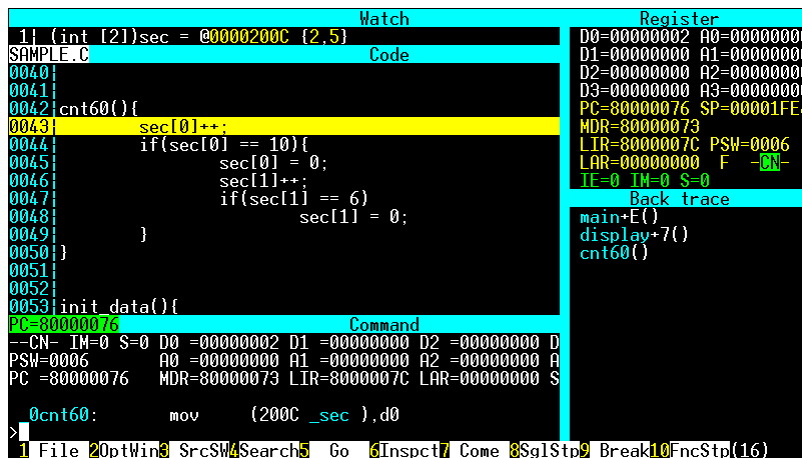 Watch
1| (int [2])sec = @0000200C {2,5}
SAMPLE.C Code
0040|
0041|
0042|cnt60(){
0043| sec[0]++;
0044| if(sec[0] == 10){
0045| sec[0] = 0;
0046| sec[1]++;
0047| if(sec[1] == 6)
0048| sec[1] = 0;
0049| }
0050|}
0051|
0052|
0053|init_data(){
PC=80000076 Command
--CN- IM=0 S=0 D0 =00000002 D1 =00000000 D2 =00000000 D
PSW=0006 A0 =00000000 A1 =00000000 A2 =00000000 A
PC =80000076 MDR=80000073 LIR=8000007C LAR=00000000 S
_0cnt60: mov (200C _sec ),d0
>
Register
D0=00000002 A0=0000000
D1=00000000 A1=0000000
D2=00000000 A2=0000000
D3=00000000 A3=0000000
PC=80000076 SP=00001FE
MDR=80000073
LIR=8000007C PSW=0006
LAR=00000000 F -CN-
IE=0 IM=0 S=0
Back trace
main+E()
display+7()
cnt60()
1 File 2OptWin3 SrcSW4Search5 Go 6Inspct7 Come 8SglStp9 Break10FncStp(16)